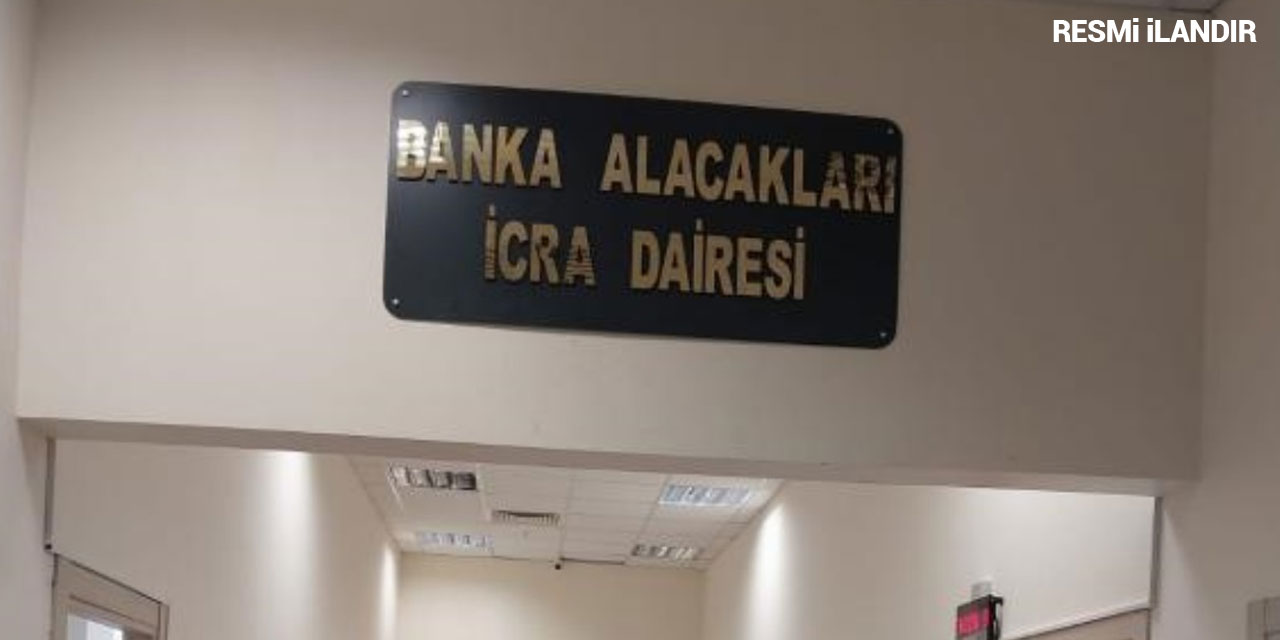 RESMİ İLANDIR
BANKA ALACAKLARI
İCRA DAİRESİ